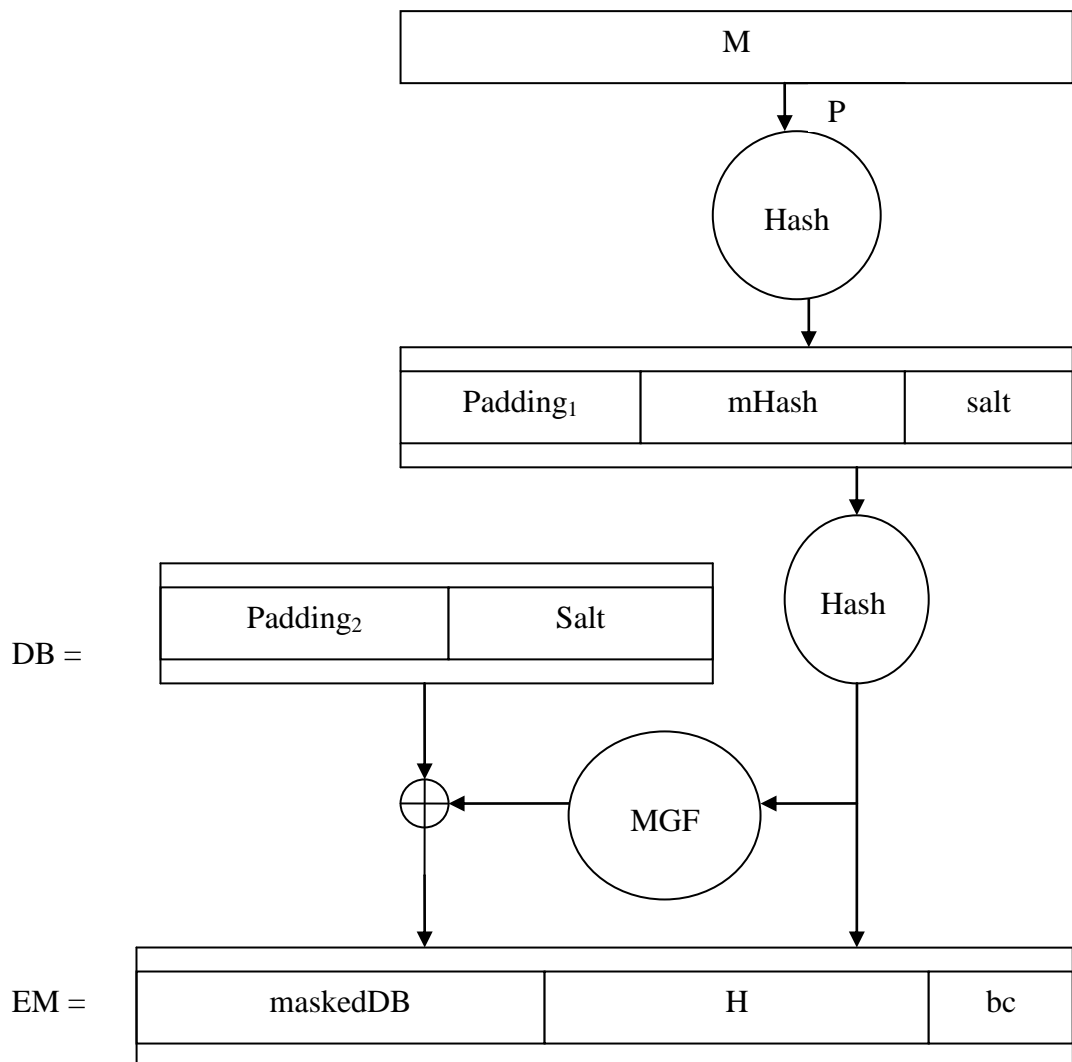 M
P
Hash
Padding₁ mHash salt
Hash
Padding₂ Salt
DB =
MGF
EM = maskedDB H bc